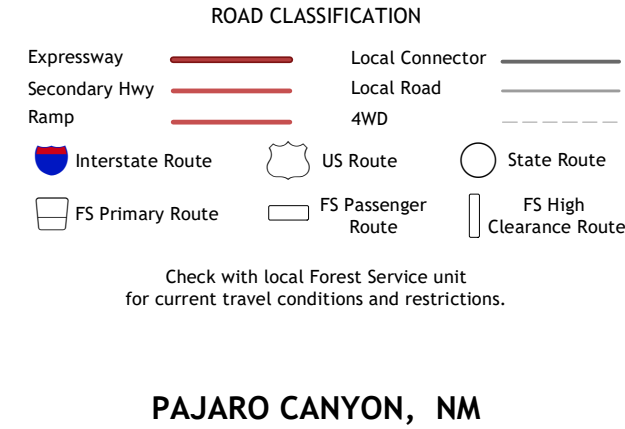 ROAD CLASSIFICATION
Expressway
Local Connector
Secondary Hwy
Local Road
Ramp
4WD
Interstate Route
US Route
State Route
FS Primary Route
FS Passenger
Route
FS High
Clearance Route
Check with local Forest Service unit
for current travel conditions and restrictions.
PAJARO CANYON, NM